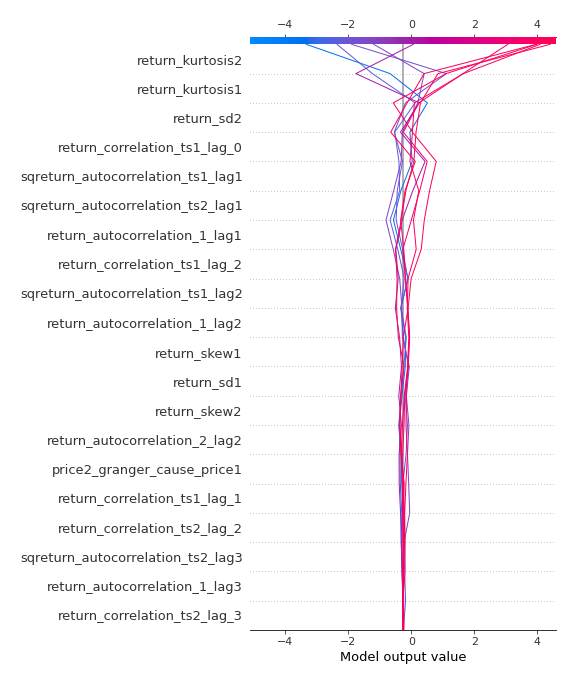 −4 −2 0 2 4
return_kurtosis2
return_kurtosis1
return_sd2
return_correlation_ts1_lag_0
sqreturn_autocorrelation_ts1_lag1
sqreturn_autocorrelation_ts2_lag1
return_autocorrelation_1_lag1
return_correlation_ts1_lag_2
sqreturn_autocorrelation_ts1_lag2
return_autocorrelation_1_lag2
return_skew1
return_sd1
return_skew2
return_autocorrelation_2_lag2
price2_granger_cause_price1
return_correlation_ts1_lag_1
return_correlation_ts2_lag_2
sqreturn_autocorrelation_ts2_lag3
return_autocorrelation_1_lag3
return_correlation_ts2_lag_3
−4 −2 0 2 4
Model output value